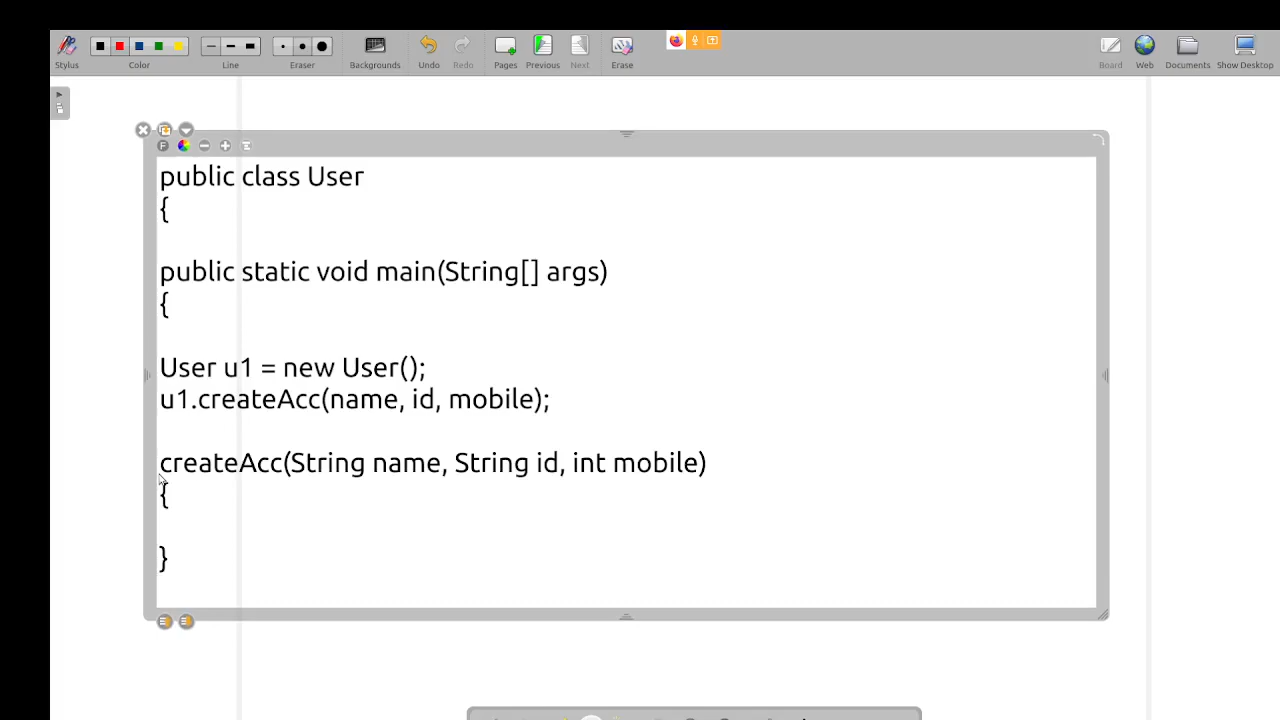 Stylus Color Line Eraser Backgrounds Undo Redo Pages Previous Next Erase Board Web Documents Show Desktop
F
public class User
{
public static void main(String[] args)
{
User u1 = new User();
u1.createAcc(name, id, mobile);
createAcc(String name, String id, int mobile)
{
}